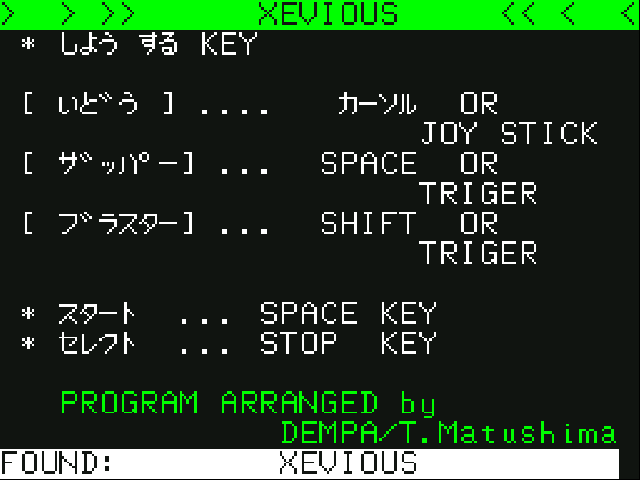 > > >> XEVIOUS << < <
* しよう する KEY
[ いどう ] .... カーソル OR
JOY STICK
[ ザッパー] ... SPACE OR
TRIGER
[ ブラスター] ... SHIFT OR
TRIGER
* スタート ... SPACE KEY
* セレクト ... STOP KEY
PROGRAM ARRANGED by
DEMPA/T.Matushima
FOUND: XEVIOUS